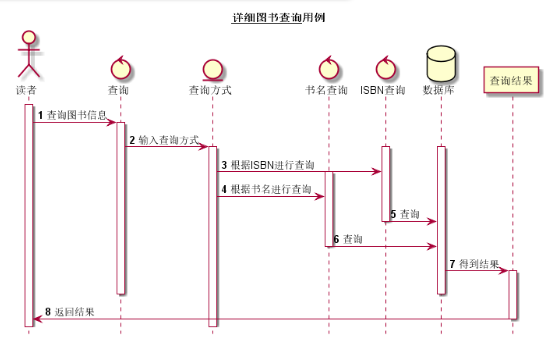 详细图书查询用例
读者
查询
查询方式
书名查询
ISBN查询
数据库
查询结果
1 查询图书信息
2 输入查询方式
3 根据ISBN进行查询
4 根据书名进行查询
5 查询
6 查询
7 得到结果
8 返回结果